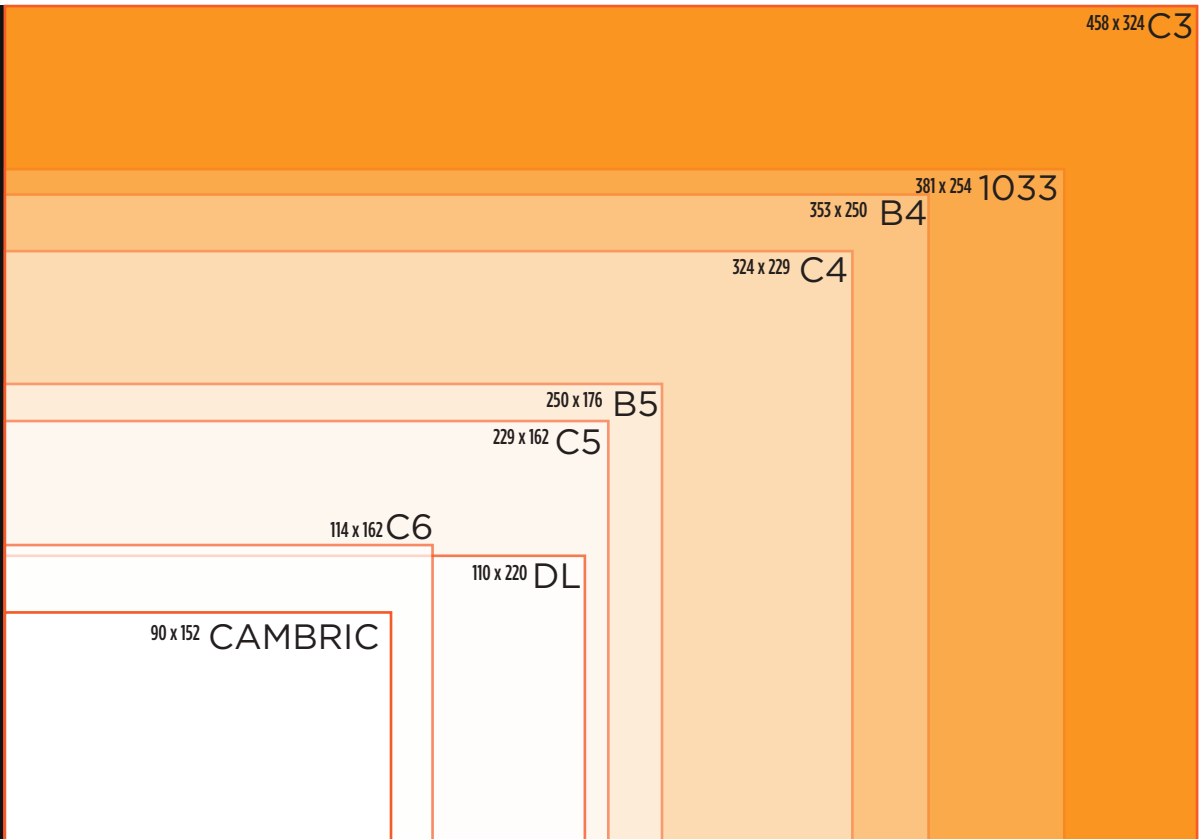 458 x 324 C3
381 x 254 1033
353 x 250 B4
324 x 229 C4
250 x 176 B5
229 x 162 C5
114 x 162 C6
110 x 220 DL
90 x 152 CAMBRIC